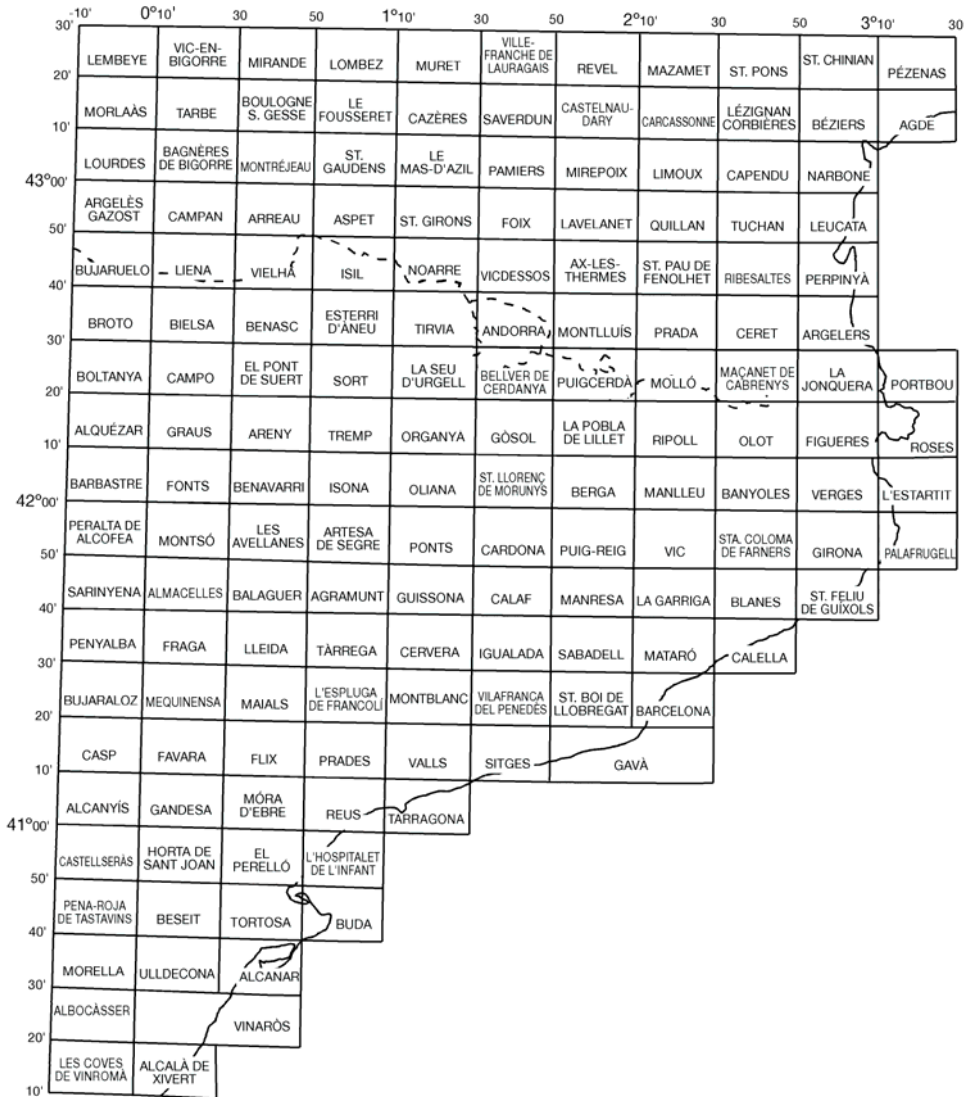 -10' 0°10' 30 50 1°10' 30 50 2°10' 30 50 3°10' 30
30'
LEMBEYE
VIC-EN-
BIGORRE
MIRANDE
LOMBEZ
MURET
VILLE-
FRANCHE DE
LAURAGAIS
REVEL
MAZAMET
ST. PONS
ST. CHINIAN
PÉZENAS
20'
MORLAÀS
TARBE
BOULOGNE
S. GESSE
LE
FOUSSERET
CAZÈRES
SAVERDUN
CASTELNAU-
DARY
CARCASSONNE
LÉZIGNAN
CORBIÈRES
BÉZIERS
AGDE
10'
LOURDES
BAGNÈRES
DE BIGORRE
MONTRÉJEAU
ST.
GAUDENS
LE
MAS-D'AZIL
PAMIERS
MIREPOIX
LIMOUX
CAPENDU
NARBONE
43°00'
ARGELÈS
GAZOST
CAMPAN
ARREAU
ASPET
ST. GIRONS
FOIX
LAVELANET
QUILLAN
TUCHAN
LEUCATA
50'
BUJARUELO
LIENA
VIELHA
ISIL
NOARRE
VICDESSOS
AX-LES-
THERMES
ST. PAU DE
FENOLHET
RIBESALTES
PERPINYÀ
40'
BROTO
BIELSA
BENASC
ESTERRI
D'ÀNEU
TIRVIA
ANDORRA
MONTLLUÍS
PRADA
CERET
ARGELERS
30'
BOLTANYA
CAMPO
EL PONT
DE SUERT
SORT
LA SEU
D'URGELL
BELLVER DE
CERDANYA
PUIGCERDÀ
MOLLÓ
MAÇANET DE
CABRENYS
LA
JONQUERA
PORTBOU
20'
ALQUÉZAR
GRAUS
ARENY
TREMP
ORGANYÀ
GÒSOL
LA POBLA
DE LILLET
RIPOLL
OLOT
FIGUERES
ROSES
10'
BARBASTRE
FONTS
BENAVARRI
ISONA
OLIANA
ST. LLORENÇ
DE MORUNYS
BERGA
MANLLEU
BANYOLES
VERGES
L'ESTARTIT
42°00'
PERALTA DE
ALCOFEA
MONTSÓ
LES
AVELLANES
ARTESA
DE SEGRE
PONTS
CARDONA
PUIG-REIG
VIC
STA. COLOMA
DE FARNERS
GIRONA
PALAFRUGELL
50'
SARINYENA
ALMACELLES
BALAGUER
AGRAMUNT
GUISSONA
CALAF
MANRESA
LA GARRIGA
BLANES
ST. FELIU
DE GUÍXOLS
40'
PENYALBA
FRAGA
LLEIDA
TÀRREGA
CERVERA
IGUALADA
SABADELL
MATARÓ
CALELLA
30'
BUJARALOZ
MEQUINENSA
MAIALS
L'ESPLUGA
DE FRANCOLÍ
MONTBLANC
VILAFRANCA
DEL PENEDÈS
ST. BOI DE
LLOBREGAT
BARCELONA
20'
CASP
FAVARA
FLIX
PRADES
VALLS
SITGES
GAVÀ
10'
ALCANYÍS
GANDESA
MÓRA
D'EBRE
REUS
TARRAGONA
41°00'
CASTELLSERÀS
HORTA DE
SANT JOAN
EL
PERELLÓ
L'HOSPITALET
DE L'INFANT
50'
PENA-ROJA
DE TASTAVINS
BESEIT
TORTOSA
BUDA
40'
MORELLA
ULLDECONA
ALCANAR
30'
ALBOCÀSSER
VINARÒS
20'
LES COVES
DE VINROMÀ
ALCALÀ DE
XIVERT
10'